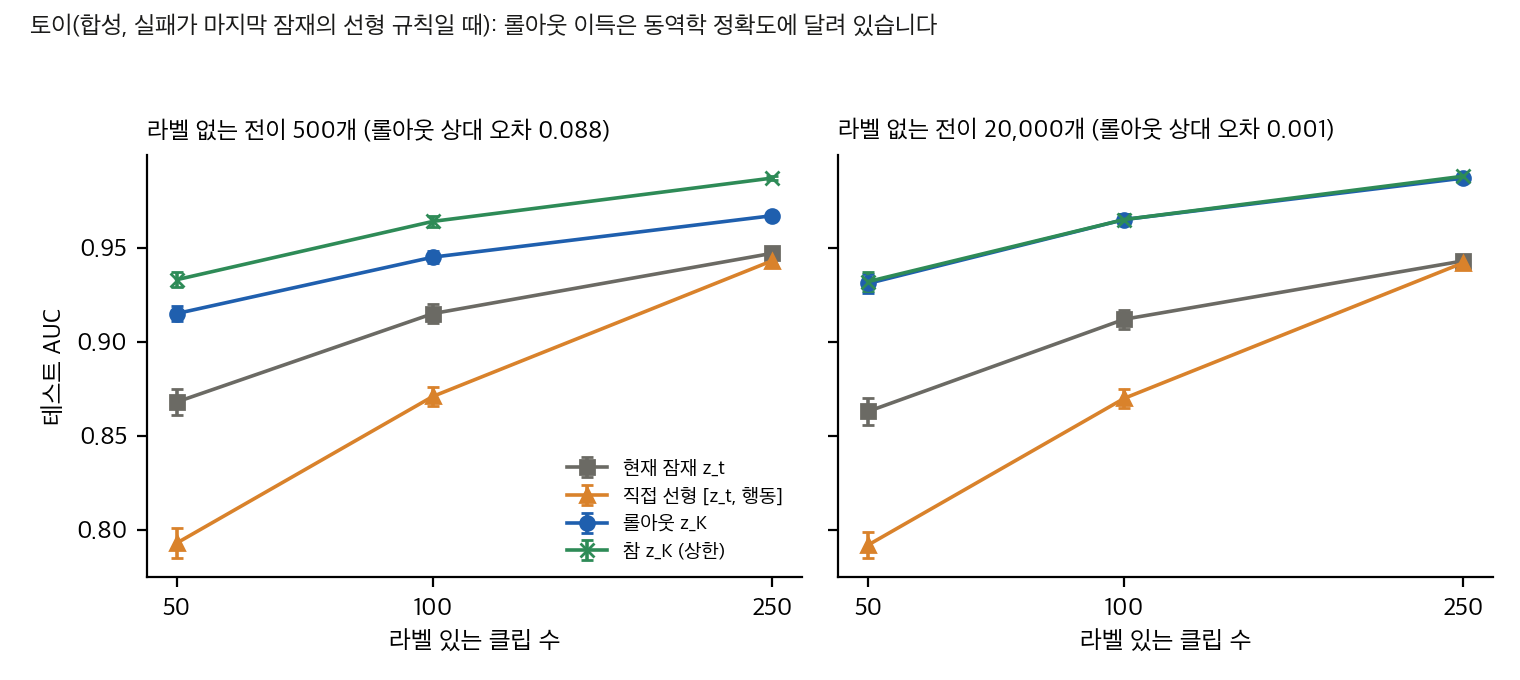 토이(합성, 실패가 마지막 잠재의 선형 규칙일 때): 롤아웃 이득은 동역학 정확도에 달려 있습니다
라벨 없는 전이 500개 (롤아웃 상대 오차 0.088)
라벨 없는 전이 20,000개 (롤아웃 상대 오차 0.001)
테스트 AUC
0.95
0.90
0.85
0.80
현재 잠재 z_t
직접 선형 [z_t, 행동]
롤아웃 z_K
참 z_K (상한)
50
100
250
라벨 있는 클립 수
50
100
250
라벨 있는 클립 수